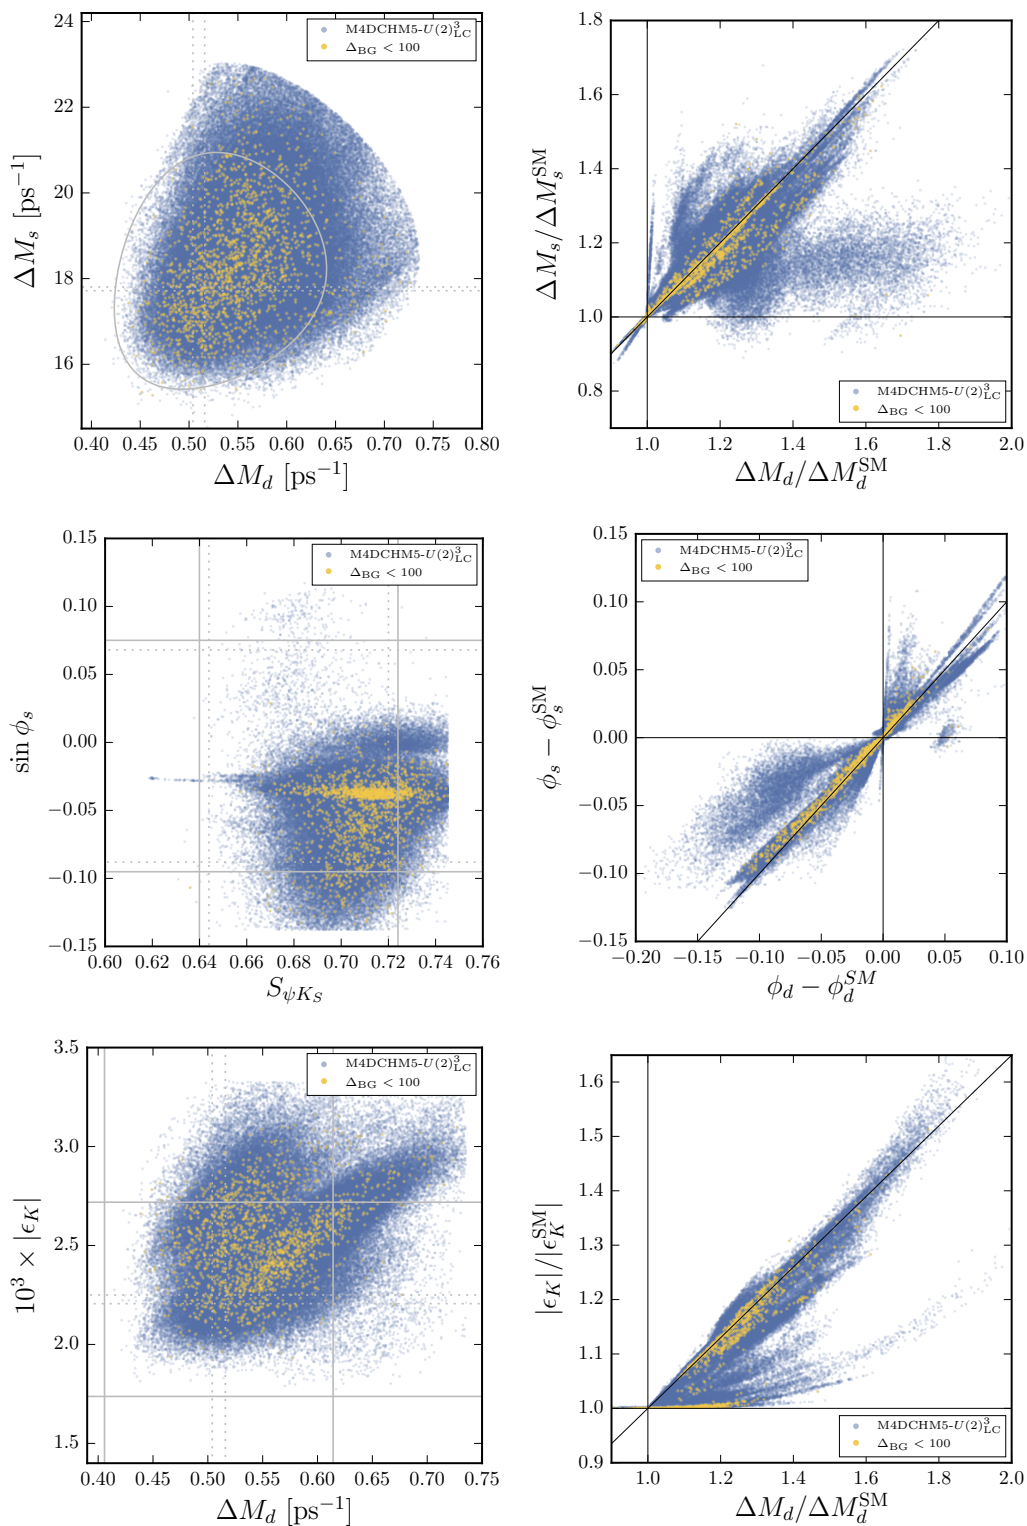 24
22
20
18
16
ΔM_s [ps⁻¹]
0.40 0.45 0.50 0.55 0.60 0.65 0.70 0.75 0.80
ΔM_d [ps⁻¹]
M4DCHM5-U(2)³_LC
Δ_BG < 100
1.8
1.6
1.4
1.2
1.0
0.8
ΔM_s/ΔM_s^SM
1.0 1.2 1.4 1.6 1.8 2.0
ΔM_d/ΔM_d^SM
M4DCHM5-U(2)³_LC
Δ_BG < 100
0.15
0.10
0.05
0.00
−0.05
−0.10
−0.15
sin ϕ_s
0.60 0.62 0.64 0.66 0.68 0.70 0.72 0.74 0.76
S_ψK_S
M4DCHM5-U(2)³_LC
Δ_BG < 100
0.15
0.10
0.05
0.00
−0.05
−0.10
−0.15
ϕ_s − ϕ_s^SM
−0.20 −0.15 −0.10 −0.05 0.00 0.05 0.10
ϕ_d − ϕ_d^SM
M4DCHM5-U(2)³_LC
Δ_BG < 100
3.5
3.0
2.5
2.0
1.5
10³ × |ϵ_K|
0.40 0.45 0.50 0.55 0.60 0.65 0.70 0.75
ΔM_d [ps⁻¹]
M4DCHM5-U(2)³_LC
Δ_BG < 100
1.6
1.5
1.4
1.3
1.2
1.1
1.0
0.9
|ϵ_K|/|ϵ_K^SM|
1.0 1.2 1.4 1.6 1.8 2.0
ΔM_d/ΔM_d^SM
M4DCHM5-U(2)³_LC
Δ_BG < 100